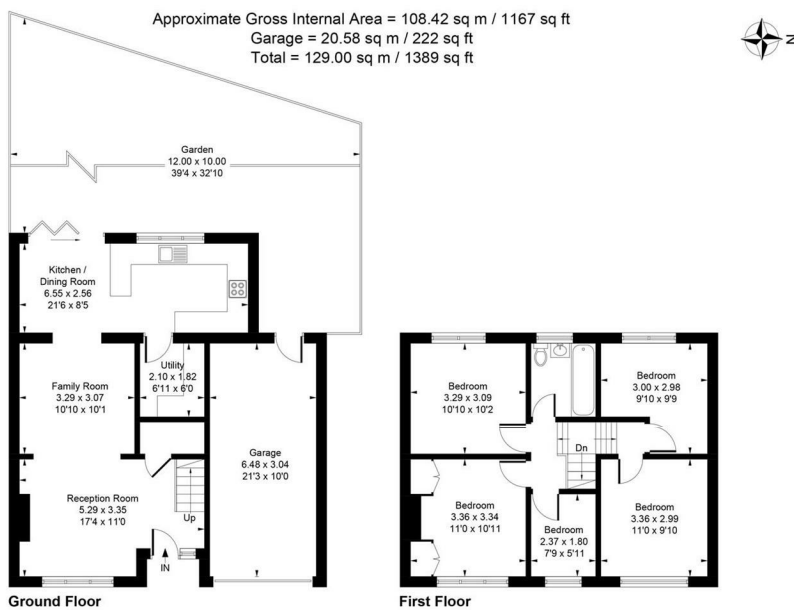 Approximate Gross Internal Area = 108.42 sq m / 1167 sq ft
Garage = 20.58 sq m / 222 sq ft
Total = 129.00 sq m / 1389 sq ft
N
Garden
12.00 x 10.00
39'4 x 32'10
Kitchen /
Dining Room
6.55 x 2.56
21'6 x 8'5
Utility
2.10 x 1.82
6'11 x 6'0
Family Room
3.29 x 3.07
10'10 x 10'1
Garage
6.48 x 3.04
21'3 x 10'0
Reception Room
5.29 x 3.35
17'4 x 11'0
Up
IN
Ground Floor
Bedroom
3.29 x 3.09
10'10 x 10'2
Bedroom
3.00 x 2.98
9'10 x 9'9
Dn
Bedroom
3.36 x 3.34
11'0 x 10'11
Bedroom
2.37 x 1.80
7'9 x 5'11
Bedroom
3.36 x 2.99
11'0 x 9'10
First Floor